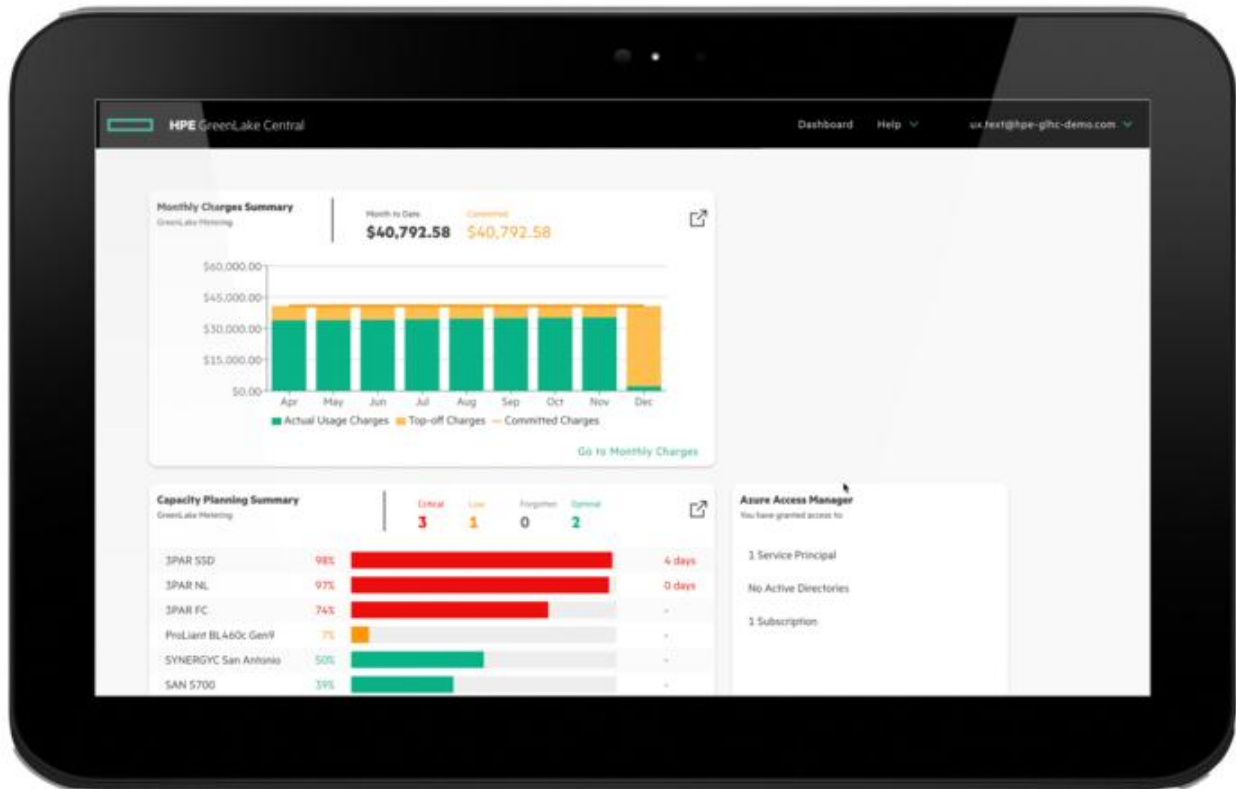 HPE GreenLake Central
Dashboard Help ux.text@hpe-glhc-demo.com
Monthly Charges Summary
GreenLake Metering
Month to Date
$40,792.58
Committed
$40,792.58
$60,000.00
$45,000.00
$30,000.00
$15,000.00
$0.00
Apr May Jun Jul Aug Sep Oct Nov Dec
Actual Usage Charges Top-off Charges Committed Charges
Go to Monthly Charges
Capacity Planning Summary
GreenLake Metering
Critical Low Forgotten Optimal
3 1 0 2
3PAR SSD 98% 4 days
3PAR NL 97% 0 days
3PAR FC 74% -
ProLiant BL460c Gen9 7% -
SYNERGYC San Antonio 50% -
SAN 5700 39% -
Azure Access Manager
You have granted access to:
1 Service Principal
No Active Directories
1 Subscription